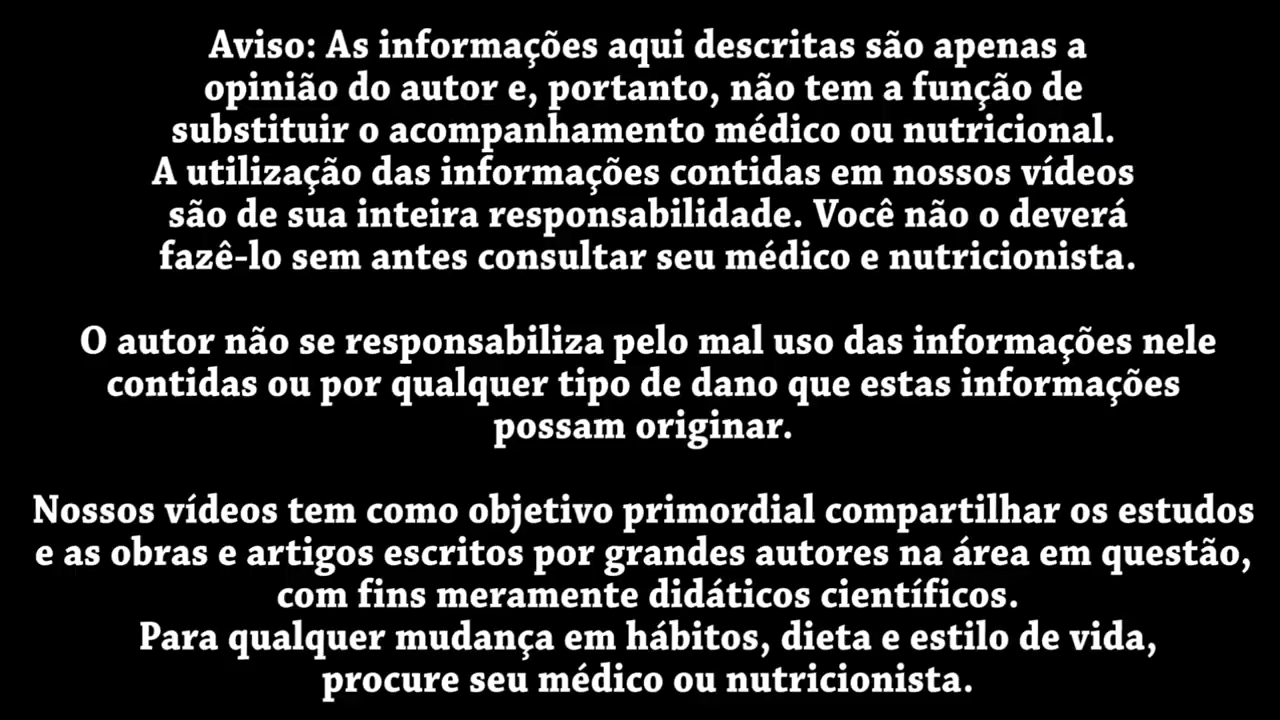 Aviso: As informações aqui descritas são apenas a
opinião do autor e, portanto, não tem a função de
substituir o acompanhamento médico ou nutricional.
A utilização das informações contidas em nossos vídeos
são de sua inteira responsabilidade. Você não o deverá
fazê-lo sem antes consultar seu médico e nutricionista.
O autor não se responsabiliza pelo mal uso das informações nele
contidas ou por qualquer tipo de dano que estas informações
possam originar.
Nossos vídeos tem como objetivo primordial compartilhar os estudos
e as obras e artigos escritos por grandes autores na área em questão,
com fins meramente didáticos científicos.
Para qualquer mudança em hábitos, dieta e estilo de vida,
procure seu médico ou nutricionista.